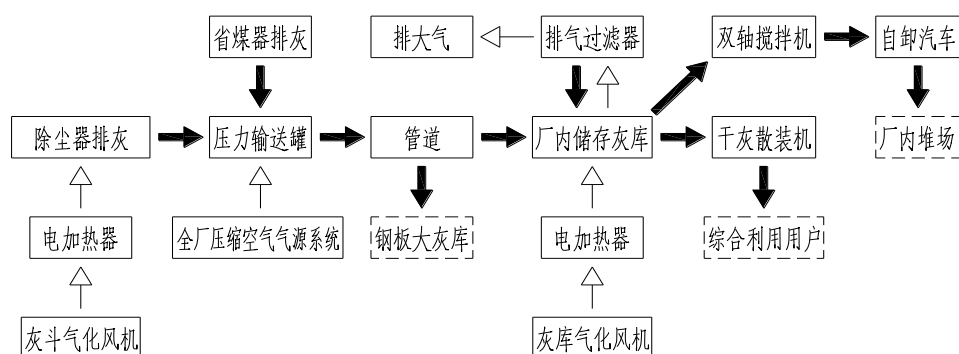 省煤器排灰
排大气
排气过滤器
双轴搅拌机
自卸汽车
除尘器排灰
压力输送罐
管道
厂内储存灰库
干灰散装机
厂内堆场
电加热器
全厂压缩空气气源系统
钢板大灰库
电加热器
综合利用用户
灰斗气化风机
灰库气化风机